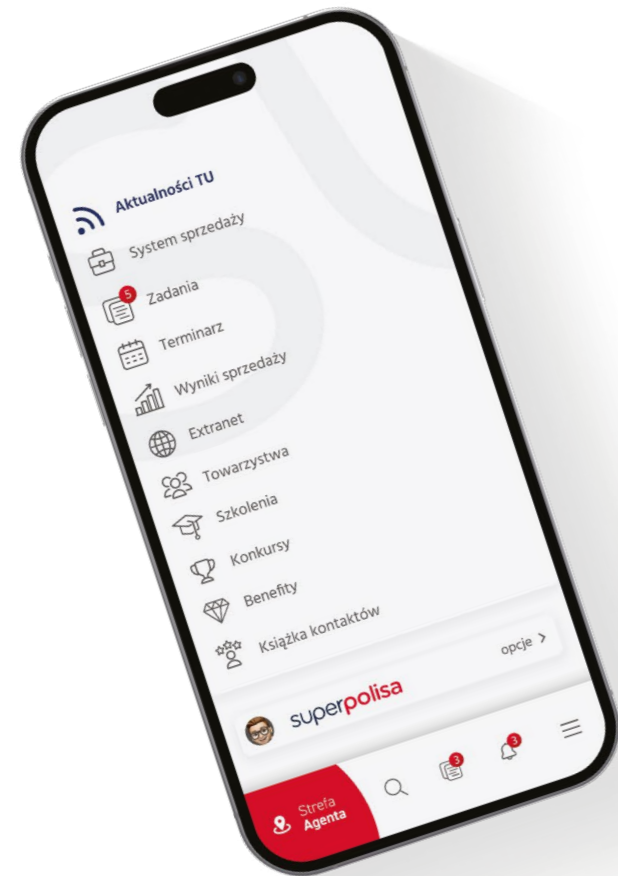 Aktualności TU
System sprzedaży
5
Zadania
Terminarz
Wyniki sprzedaży
Extranet
Towarzystwa
Szkolenia
Konkursy
Benefity
Książka kontaktów
superpolisa
opcje >
Strefa
Agenta
3
3